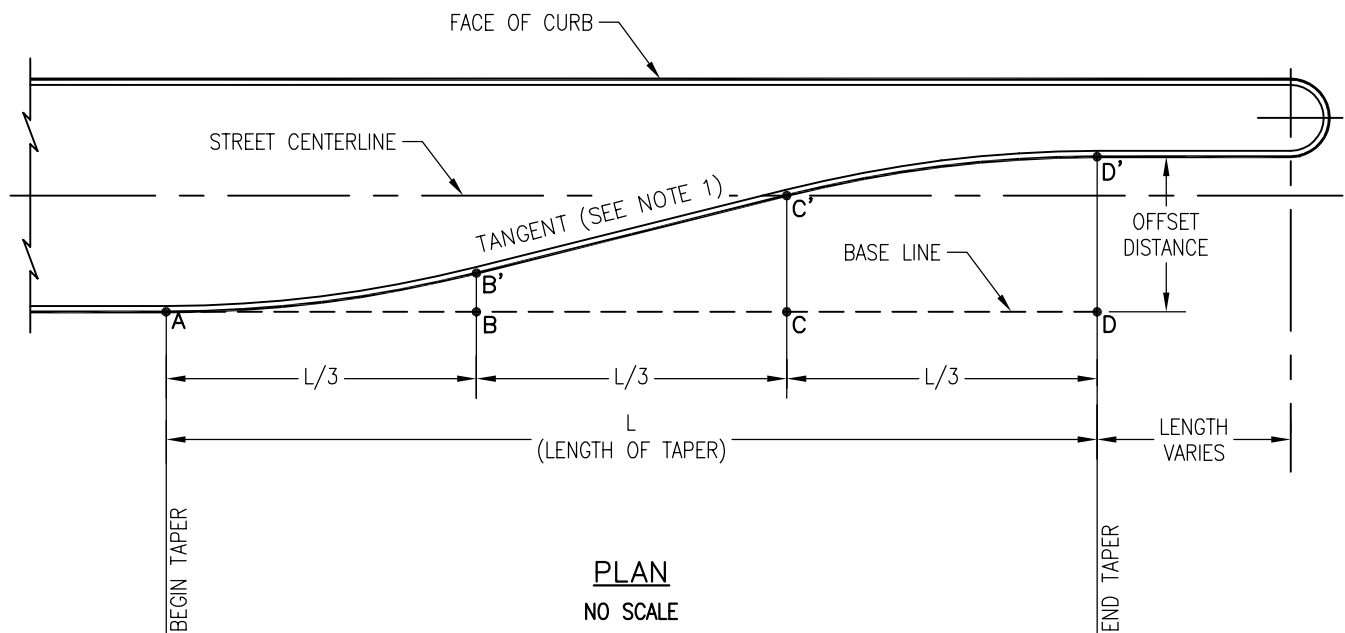 FACE OF CURB
STREET CENTERLINE
TANGENT (SEE NOTE 1)
C'
D'
OFFSET
DISTANCE
BASE LINE
B'
A
B
C
D
L/3
L/3
L/3
L
(LENGTH OF TAPER)
LENGTH
VARIES
BEGIN TAPER
END TAPER
PLAN
NO SCALE